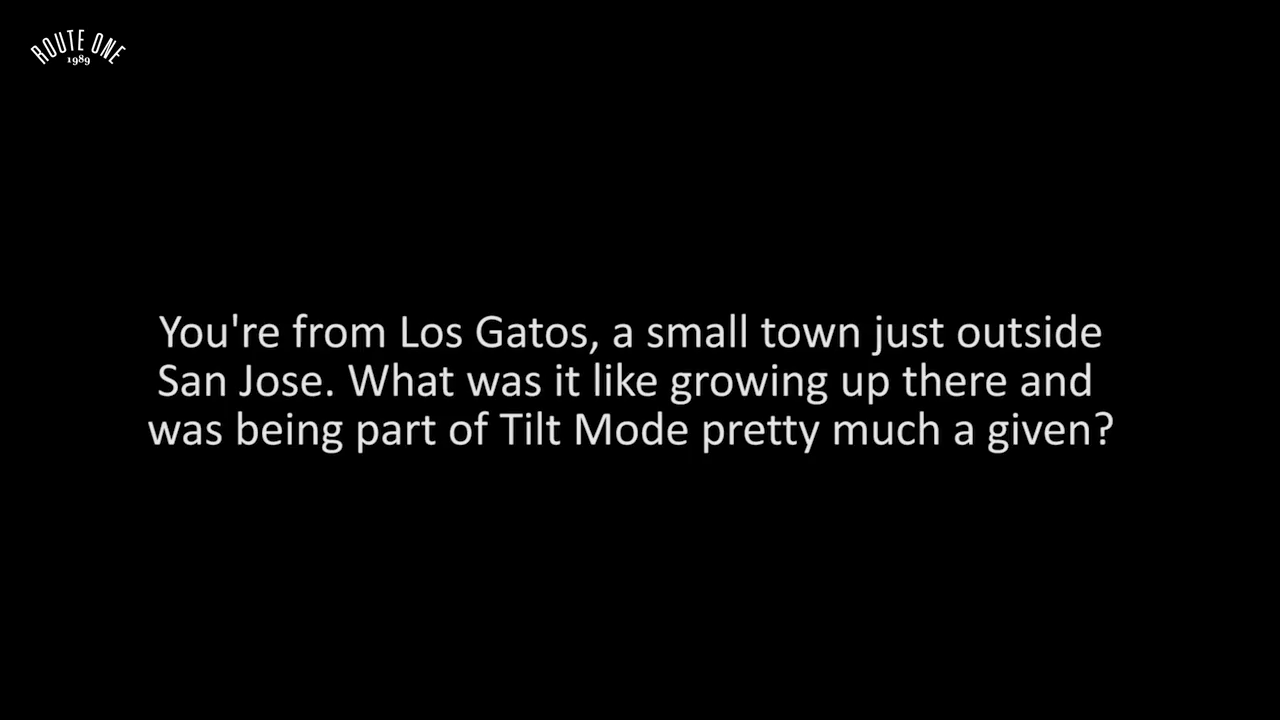 ROUTE ONE
1989
You're from Los Gatos, a small town just outside
San Jose. What was it like growing up there and
was being part of Tilt Mode pretty much a given?